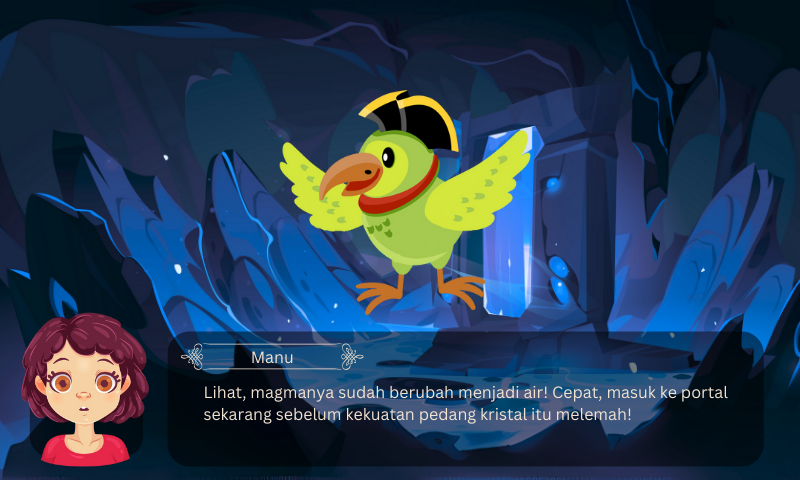 Manu
Lihat, magmanya sudah berubah menjadi air! Cepat, masuk ke portal
sekarang sebelum kekuatan pedang kristal itu melemah!